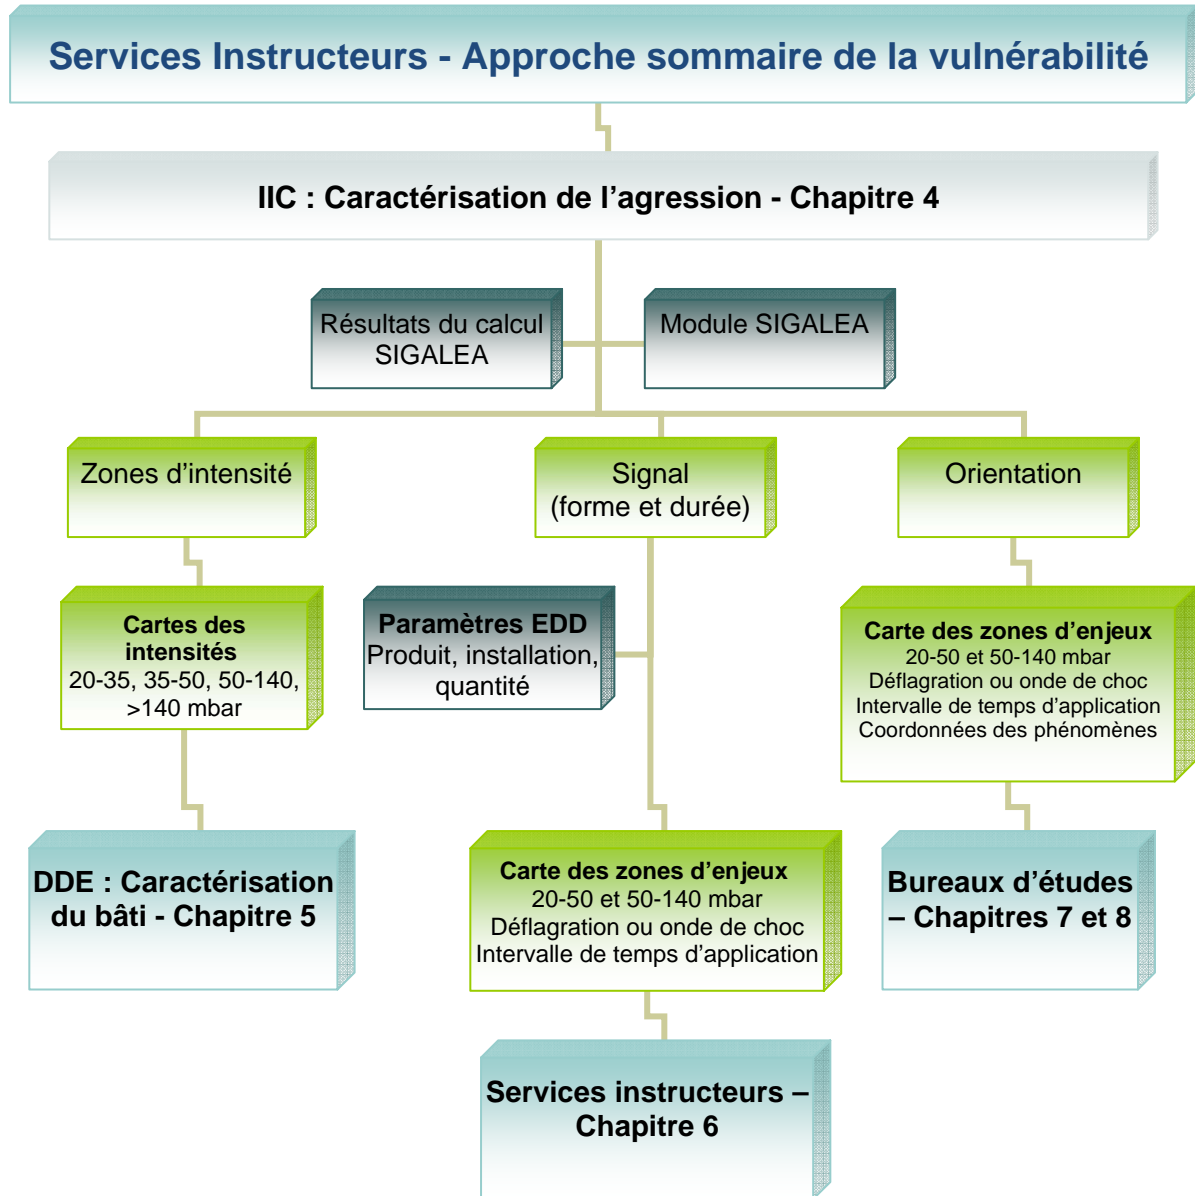 Services Instructeurs - Approche sommaire de la vulnérabilité
IIC : Caractérisation de l’agression - Chapitre 4
Résultats du calcul
SIGALEA
Module SIGALEA
Zones d’intensité
Signal
(forme et durée)
Orientation
Cartes des
intensités
20-35, 35-50, 50-140,
>140 mbar
Paramètres EDD
Produit, installation,
quantité
Carte des zones d’enjeux
20-50 et 50-140 mbar
Déflagration ou onde de choc
Intervalle de temps d’application
Coordonnées des phénomènes
DDE : Caractérisation
du bâti - Chapitre 5
Carte des zones d’enjeux
20-50 et 50-140 mbar
Déflagration ou onde de choc
Intervalle de temps d’application
Bureaux d’études
– Chapitres 7 et 8
Services instructeurs –
Chapitre 6